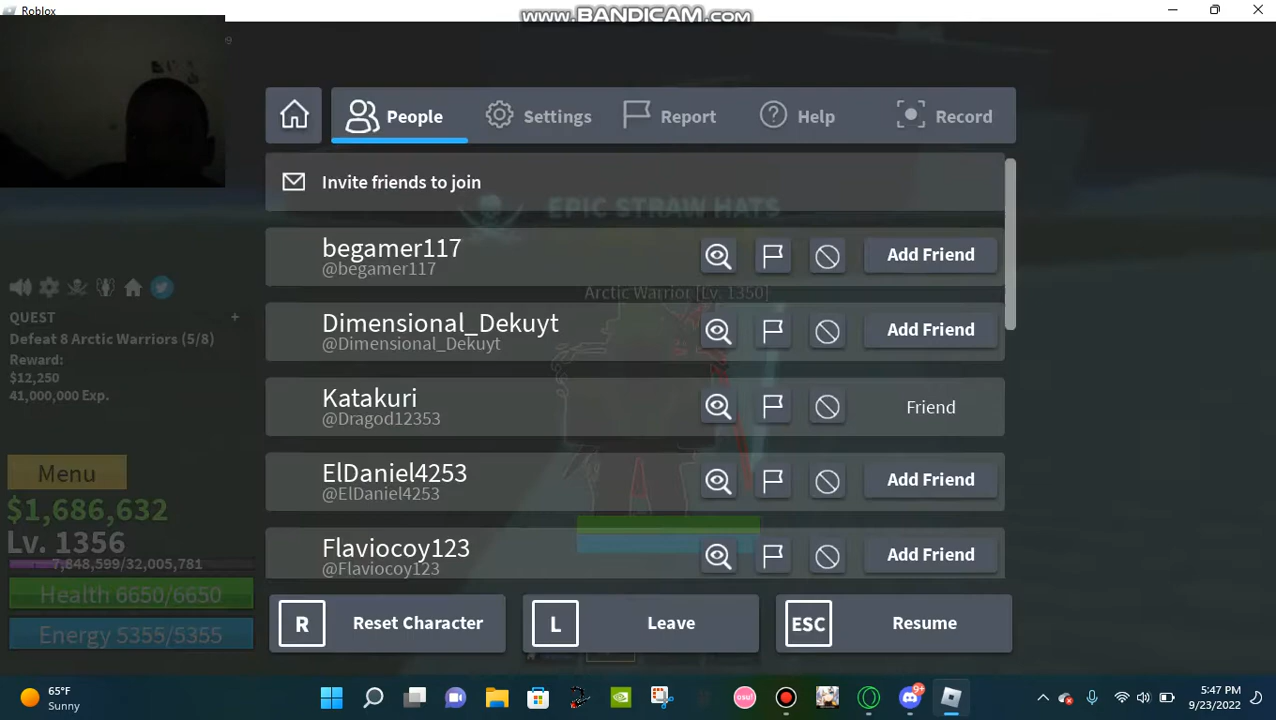 Roblox
www.BANDICAM.com
People
Settings
Report
Help
Record
Invite friends to join
EPIC STRAW HATS
begamer117
@begamer117
Add Friend
Arctic Warrior [Lv. 1350]
Dimensional_Dekuyt
@Dimensional_Dekuyt
Add Friend
Katakuri
@Dragod12353
Friend
ElDaniel4253
@ElDaniel4253
Add Friend
Flaviocoy123
@Flaviocoy123
Add Friend
QUEST +
Defeat 8 Arctic Warriors (5/8)
Reward:
$12,250
41,000,000 Exp.
Menu
$1,686,632
Lv. 1356
7,848,599/32,005,781
Health 6650/6650
Energy 5355/5355
R Reset Character
L Leave
ESC Resume
65°F
Sunny
osu!
9+
5:47 PM
9/23/2022